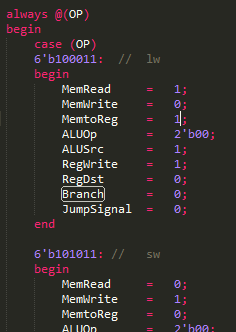 always @(OP)
begin
case (OP)
6'b100011: // lw
begin
MemRead = 1;
MemWrite = 0;
MemtoReg = 1;
ALUOp = 2'b00;
ALUSrc = 1;
RegWrite = 1;
RegDst = 0;
Branch = 0;
JumpSignal = 0;
end
6'b101011: // sw
begin
MemRead = 0;
MemWrite = 1;
MemtoReg = 0;
ALUOp = 2'b00;